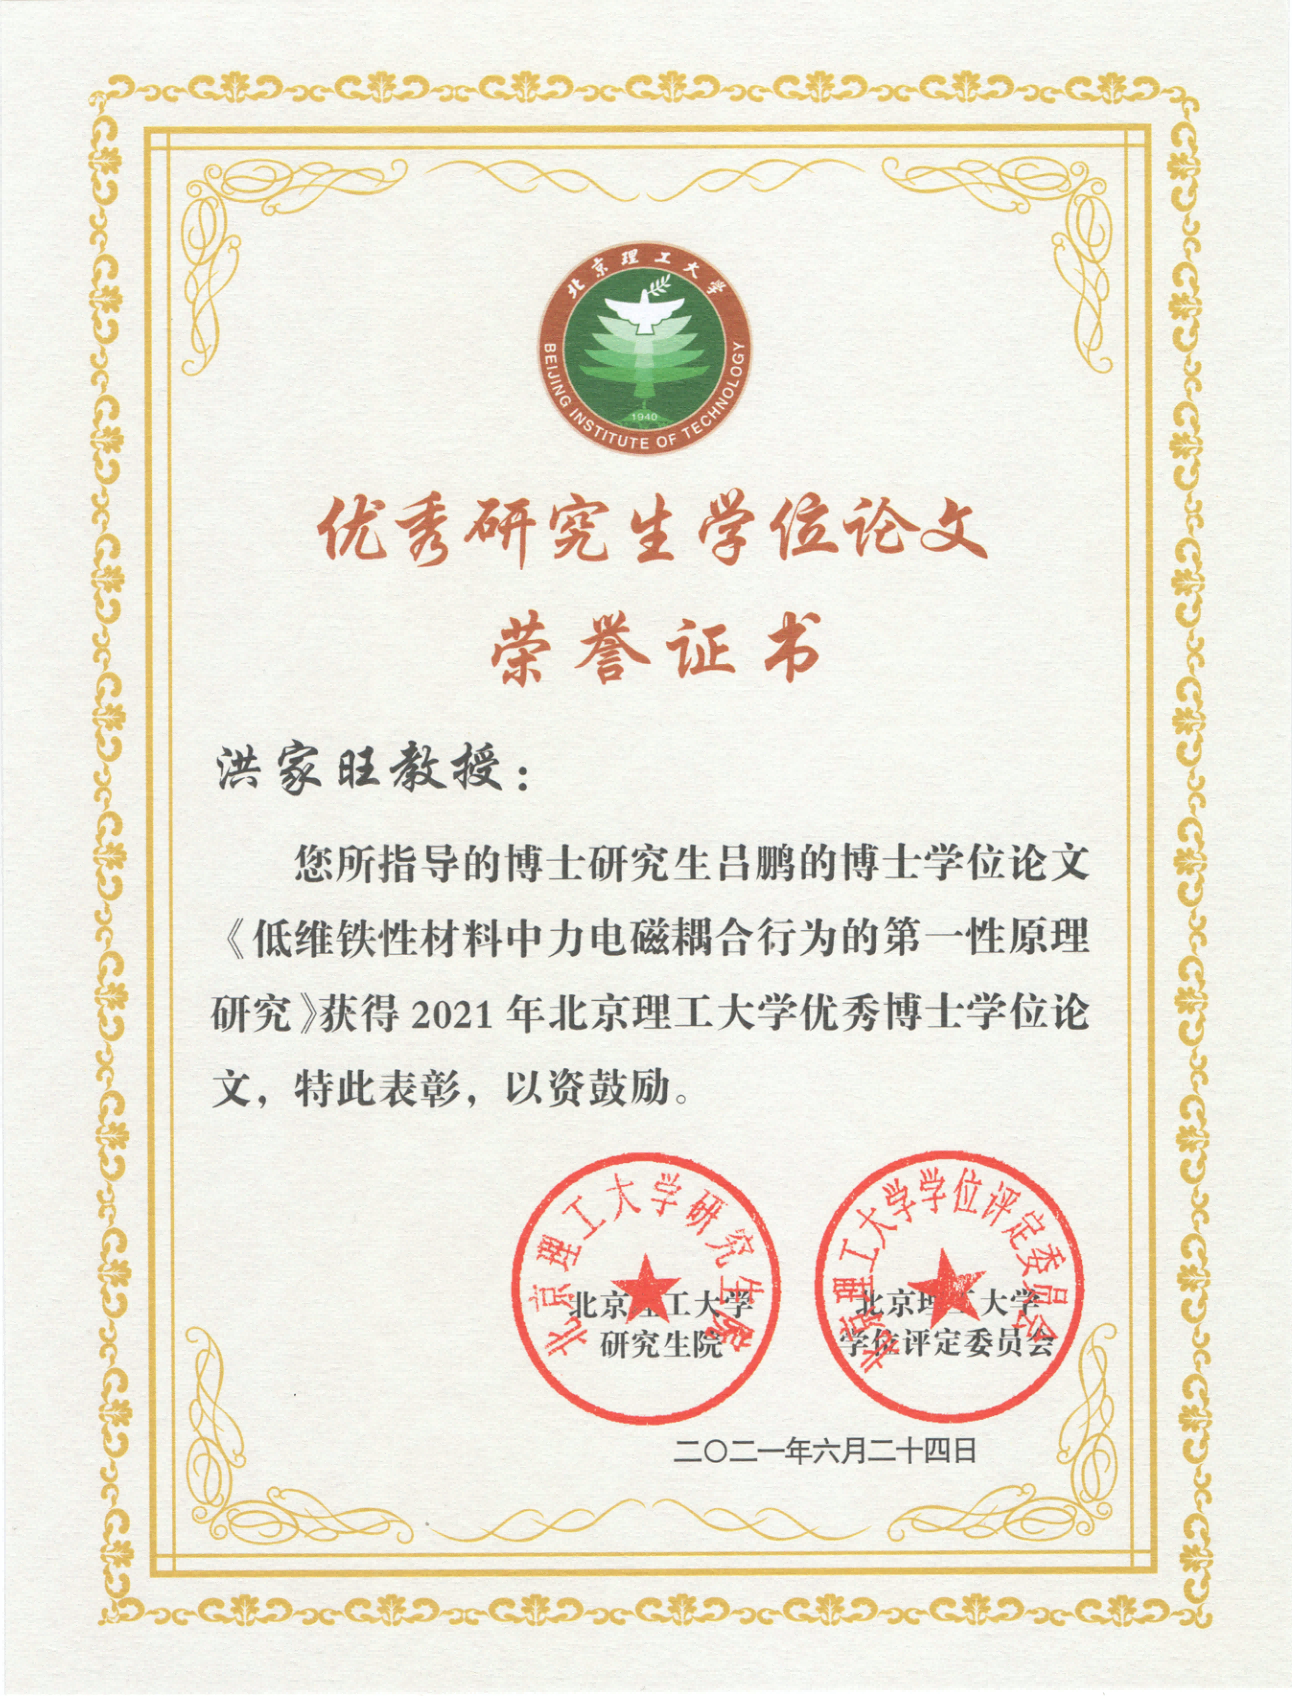 北京理工大学
BEIJING INSTITUTE OF TECHNOLOGY
1940
优秀研究生学位论文
荣誉证书
洪家旺教授：
您所指导的博士研究生吕鹏的博士学位论文
《低维铁性材料中力电磁耦合行为的第一性原理
研究》获得 2021 年北京理工大学优秀博士学位论
文，特此表彰，以资鼓励。
北京理工大学研究生院
北京理工大学学位评定委员会
北京理工大学
研究生院
北京理工大学
学位评定委员会
二〇二一年六月二十四日